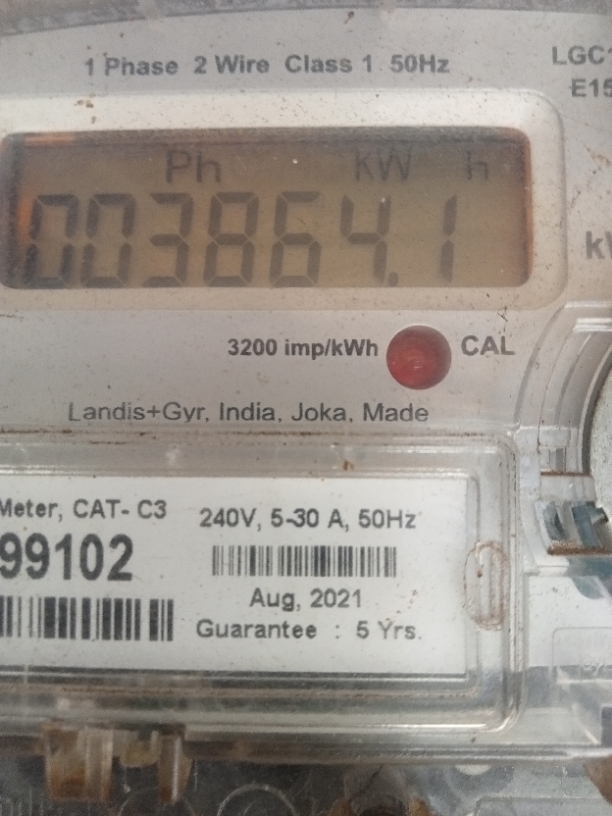 1 Phase 2 Wire Class 1 50Hz
Ph kW h
003864.1
3200 imp/kWh CAL
Landis+Gyr, India, Joka, Made
Meter, CAT- C3
99102
240V, 5-30 A, 50Hz
Aug, 2021
Guarantee : 5 Yrs.